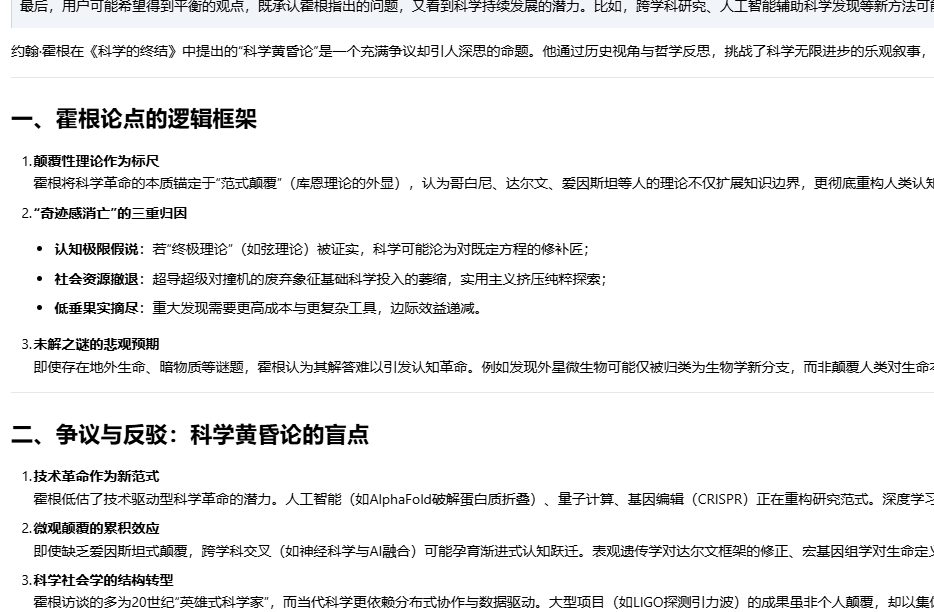 最后，用户可能希望得到平衡的观点，既承认霍根指出的问题，又看到科学持续发展的潜力。比如，跨学科研究、人工智能辅助科学发现等新方法可能
约翰·霍根在《科学的终结》中提出的“科学黄昏论”是一个充满争议却引人深思的命题。他通过历史视角与哲学反思，挑战了科学无限进步的乐观叙事，
一、霍根论点的逻辑框架
1. 颠覆性理论作为标尺
霍根将科学革命的本质锚定于“范式颠覆”（库恩理论的外显），认为哥白尼、达尔文、爱因斯坦等人的理论不仅扩展知识边界，更彻底重构人类认知
2. “奇迹感消亡”的三重归因
• 认知极限假说：若“终极理论”（如弦理论）被证实，科学可能沦为对既定方程的修补匠；
• 社会资源撤退：超导超级对撞机的废弃象征基础科学投入的萎缩，实用主义挤压纯粹探索；
• 低垂果实摘尽：重大发现需要更高成本与更复杂工具，边际效益递减。
3. 未解之谜的悲观预期
即使存在地外生命、暗物质等谜题，霍根认为其解答难以引发认知革命。例如发现外星微生物可能仅被归类为生物学新分支，而非颠覆人类对生命本
二、争议与反驳：科学黄昏论的盲点
1. 技术革命作为新范式
霍根低估了技术驱动型科学革命的潜力。人工智能（如AlphaFold破解蛋白质折叠）、量子计算、基因编辑（CRISPR）正在重构研究范式。深度学习
2. 微观颠覆的累积效应
即使缺乏爱因斯坦式颠覆，跨学科交叉（如神经科学与AI融合）可能孕育渐进式认知跃迁。表观遗传学对达尔文框架的修正、宏基因组学对生命定义
3. 科学社会学的结构转型
霍根访谈的多为20世纪“英雄式科学家”，而当代科学更依赖分布式协作与数据驱动。大型项目（如LIGO探测引力波）的成果虽非个人颠覆，却以集体